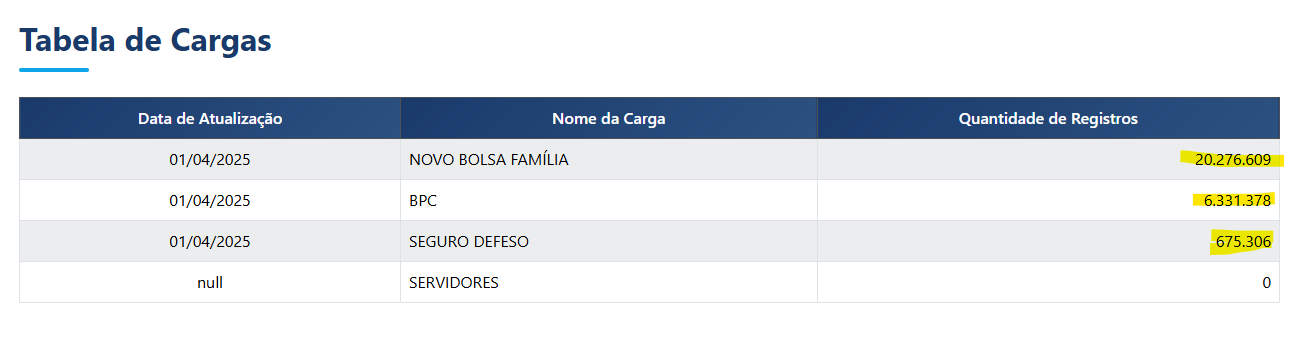 Tabela de Cargas
Data de Atualização Nome da Carga Quantidade de Registros
01/04/2025 NOVO BOLSA FAMÍLIA 20.276.609
01/04/2025 BPC 6.331.378
01/04/2025 SEGURO DEFESO 675.306
null SERVIDORES 0